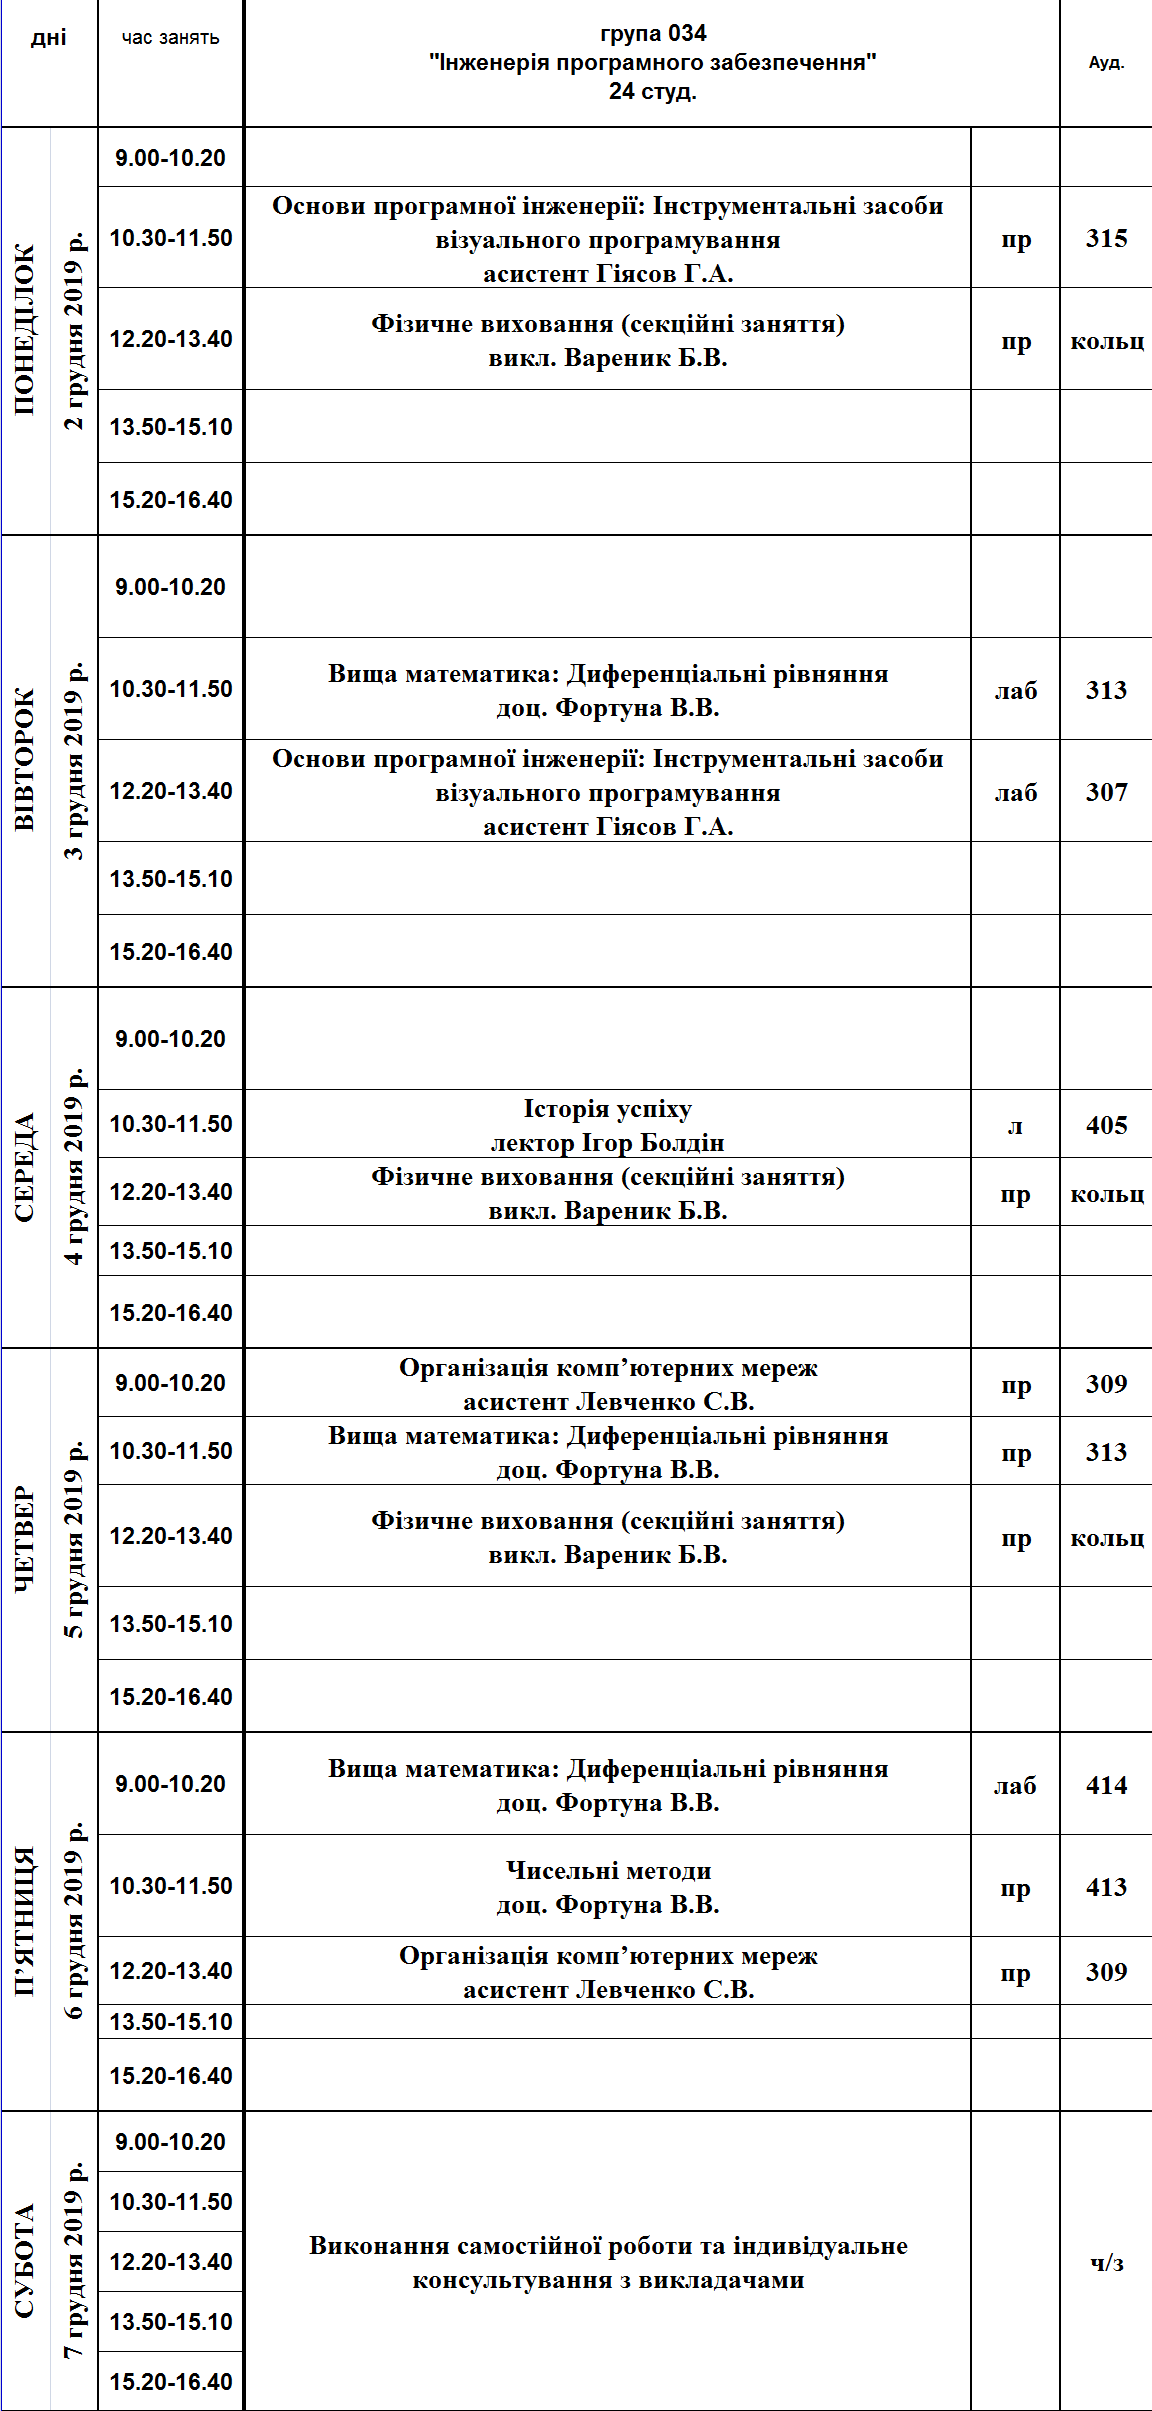 дні
час занять
група 034
"Інженерія програмного забезпечення"
24 студ.
Ауд.
ПОНЕДІЛОК
2 грудня 2019 р.
9.00-10.20
10.30-11.50
Основи програмної інженерії: Інструментальні засоби
візуального програмування
асистент Гіясов Г.А.
пр
315
12.20-13.40
Фізичне виховання (секційні заняття)
викл. Вареник Б.В.
пр
кольц
13.50-15.10
15.20-16.40
ВІВТОРОК
3 грудня 2019 р.
9.00-10.20
10.30-11.50
Вища математика: Диференціальні рівняння
доц. Фортуна В.В.
лаб
313
12.20-13.40
Основи програмної інженерії: Інструментальні засоби
візуального програмування
асистент Гіясов Г.А.
лаб
307
13.50-15.10
15.20-16.40
СЕРЕДА
4 грудня 2019 р.
9.00-10.20
10.30-11.50
Історія успіху
лектор Ігор Болдін
л
405
12.20-13.40
Фізичне виховання (секційні заняття)
викл. Вареник Б.В.
пр
кольц
13.50-15.10
15.20-16.40
ЧЕТВЕР
5 грудня 2019 р.
9.00-10.20
Організація комп’ютерних мереж
асистент Левченко С.В.
пр
309
10.30-11.50
Вища математика: Диференціальні рівняння
доц. Фортуна В.В.
пр
313
12.20-13.40
Фізичне виховання (секційні заняття)
викл. Вареник Б.В.
пр
кольц
13.50-15.10
15.20-16.40
П’ЯТНИЦЯ
6 грудня 2019 р.
9.00-10.20
Вища математика: Диференціальні рівняння
доц. Фортуна В.В.
лаб
414
10.30-11.50
Чисельні методи
доц. Фортуна В.В.
пр
413
12.20-13.40
Організація комп’ютерних мереж
асистент Левченко С.В.
пр
309
13.50-15.10
15.20-16.40
СУБОТА
7 грудня 2019 р.
9.00-10.20
10.30-11.50
12.20-13.40
13.50-15.10
15.20-16.40
Виконання самостійної роботи та індивідуальне
консультування з викладачами
ч/з